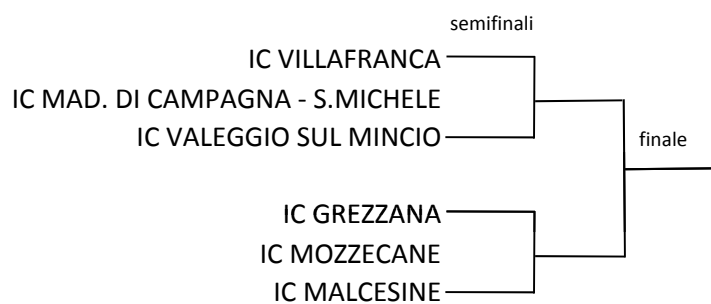 semifinali
IC VILLAFRANCA
IC MAD. DI CAMPAGNA - S.MICHELE
IC VALEGGIO SUL MINCIO
finale
IC GREZZANA
IC MOZZECANE
IC MALCESINE